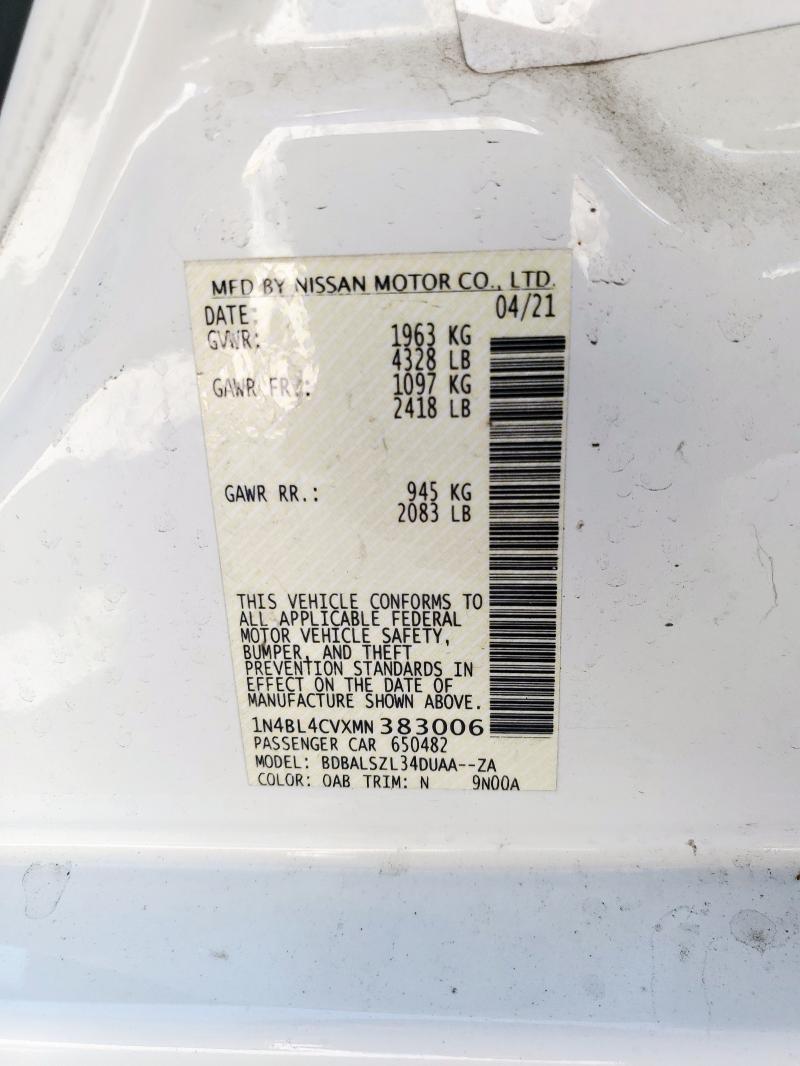 MFD BY NISSAN MOTOR CO., LTD.
DATE: 04/21
GVWR: 1963 KG
4328 LB
GAWR FR.: 1097 KG
2418 LB
GAWR RR.: 945 KG
2083 LB
THIS VEHICLE CONFORMS TO
ALL APPLICABLE FEDERAL
MOTOR VEHICLE SAFETY,
BUMPER, AND THEFT
PREVENTION STANDARDS IN
EFFECT ON THE DATE OF
MANUFACTURE SHOWN ABOVE.
1N4BL4CVXMN383006
PASSENGER CAR 650482
MODEL: BDBALSZL34DUAA--ZA
COLOR: QAB TRIM: N 9N00A